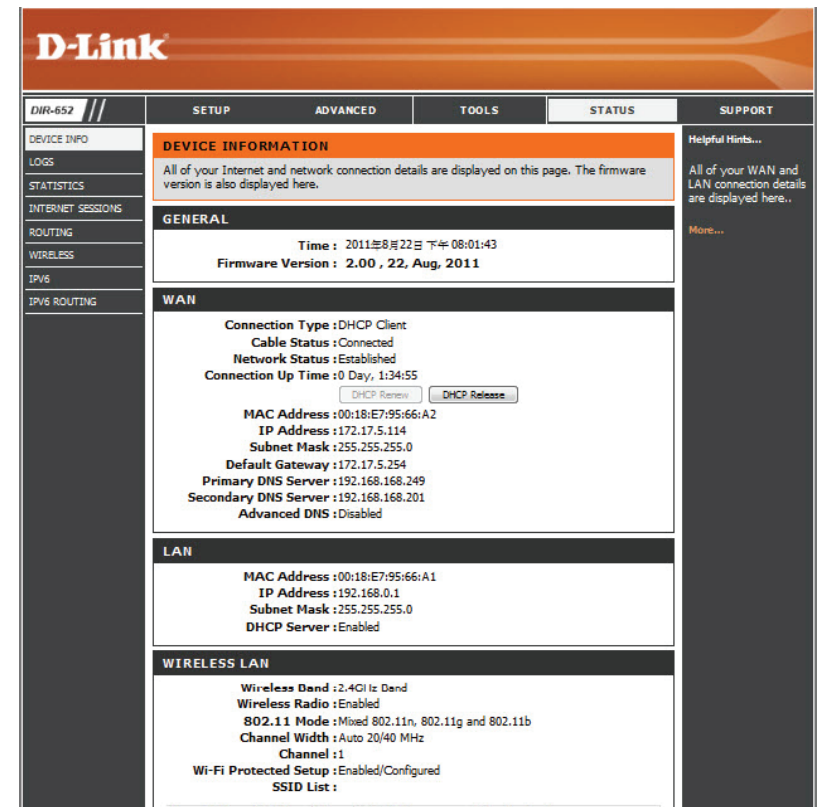 D-Link
DIR-652
SETUP ADVANCED TOOLS STATUS SUPPORT
DEVICE INFO
LOGS
STATISTICS
INTERNET SESSIONS
ROUTING
WIRELESS
IPV6
IPV6 ROUTING
DEVICE INFORMATION
All of your Internet and network connection details are displayed on this page. The firmware
version is also displayed here.
GENERAL
Time : 2011年8月22日 下午 08:01:43
Firmware Version : 2.00 , 22, Aug, 2011
WAN
Connection Type :DHCP Client
Cable Status :Connected
Network Status :Established
Connection Up Time :0 Day, 1:34:55
DHCP Renew DHCP Release
MAC Address :00:18:E7:95:66:A2
IP Address :172.17.5.114
Subnet Mask :255.255.255.0
Default Gateway :172.17.5.254
Primary DNS Server :192.168.168.249
Secondary DNS Server :192.168.168.201
Advanced DNS :Disabled
LAN
MAC Address :00:18:E7:95:66:A1
IP Address :192.168.0.1
Subnet Mask :255.255.255.0
DHCP Server :Enabled
WIRELESS LAN
Wireless Band :2.4GHz Band
Wireless Radio :Enabled
802.11 Mode :Mixed 802.11n, 802.11g and 802.11b
Channel Width :Auto 20/40 MHz
Channel :1
Wi-Fi Protected Setup :Enabled/Configured
SSID List :
Helpful Hints...
All of your WAN and
LAN connection details
are displayed here..
More...